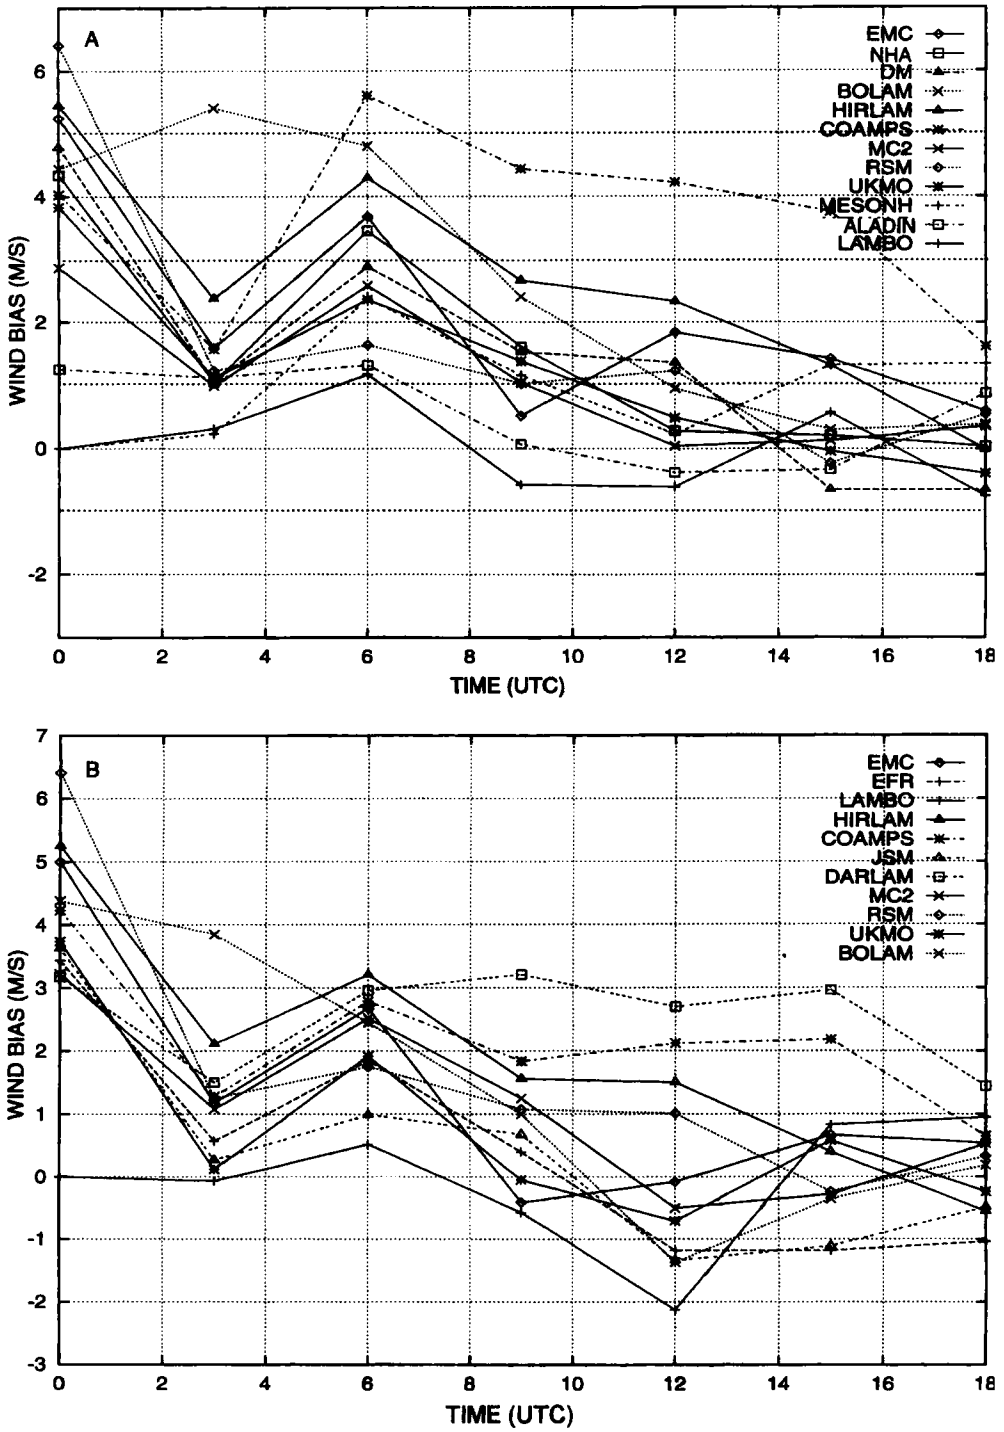 A
EMC
NHA
DM
BOLAM
HIRLAM
COAMPS
MC2
RSM
UKMO
MESONH
ALADIN
LAMBO
WIND BIAS (M/S)
6
4
2
0
-2
0 2 4 6 8 10 12 14 16 18
TIME (UTC)
B
EMC
EFR
LAMBO
HIRLAM
COAMPS
JSM
DARLAM
MC2
RSM
UKMO
BOLAM
WIND BIAS (M/S)
7
6
5
4
3
2
1
0
-1
-2
-3
0 2 4 6 8 10 12 14 16 18
TIME (UTC)